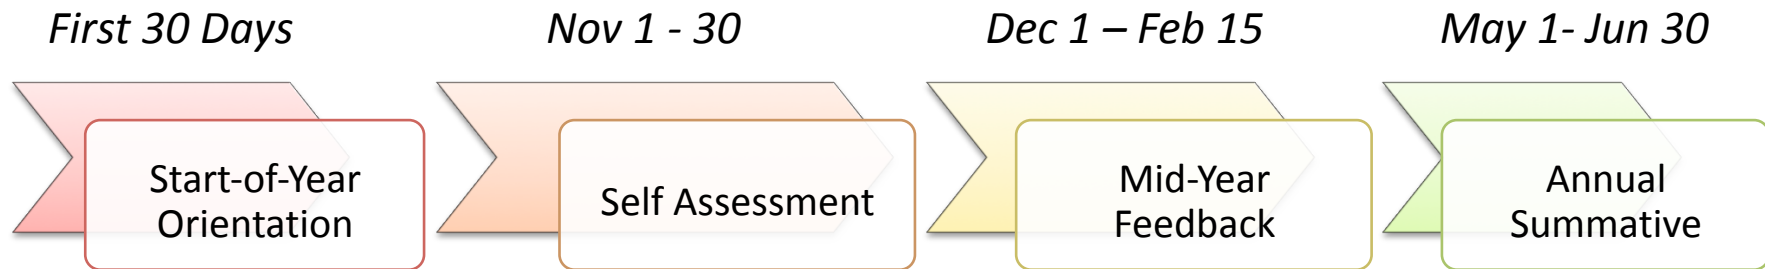 First 30 Days
Nov 1 - 30
Dec 1 – Feb 15
May 1- Jun 30
Start-of-Year
Orientation
Self Assessment
Mid-Year
Feedback
Annual
Summative